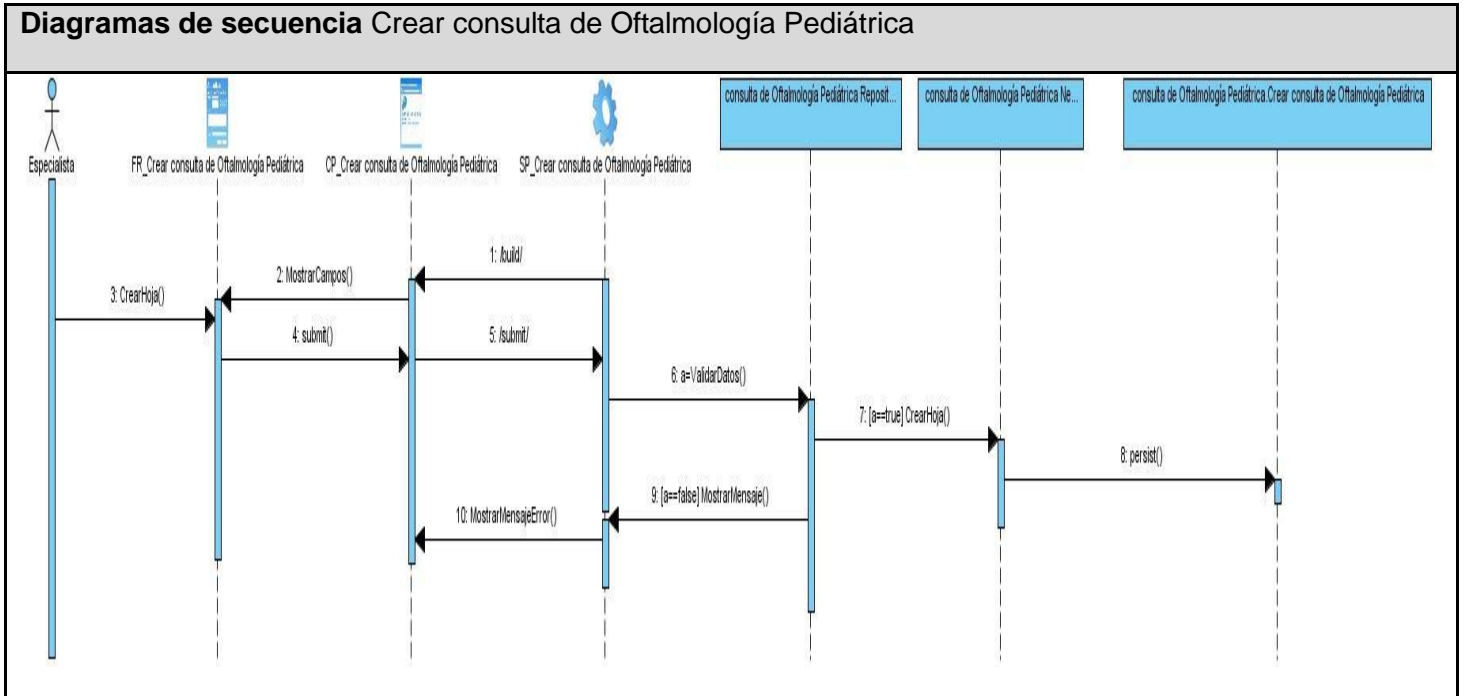 Diagramas de secuencia Crear consulta de Oftalmología Pediátrica
consulta de Oftalmología Pediátrica Reposit...
consulta de Oftalmología Pediátrica Ne...
consulta de Oftalmología Pediátrica.Crear consulta de Oftalmología Pediátrica
Especialista
FR_Crear consulta de Oftalmología Pediátrica
CP_Crear consulta de Oftalmología Pediátrica
SP_Crear consulta de Oftalmología Pediátrica
1: /build/
2: MostrarCampos()
3: CrearHoja()
4: submit()
5: /submit/
6: a=ValidarDatos()
7: [a==true] CrearHoja()
8: persist()
9: [a==false] MostrarMensaje()
10: MostrarMensajeError()